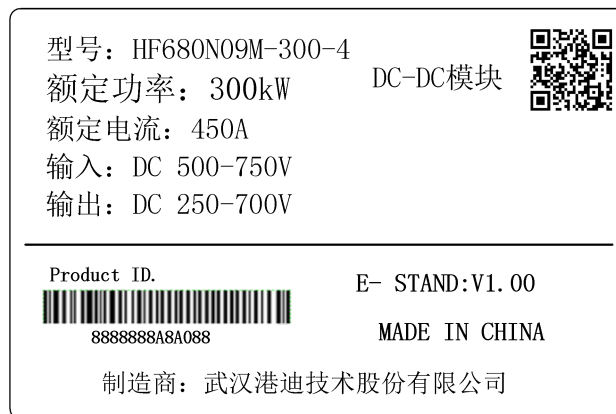 型号：HF680N09M-300-4
额定功率：300kW
DC-DC模块
额定电流：450A
输入：DC 500-750V
输出：DC 250-700V
Product ID.
8888888A8A088
E- STAND:V1.00
MADE IN CHINA
制造商：武汉港迪技术股份有限公司